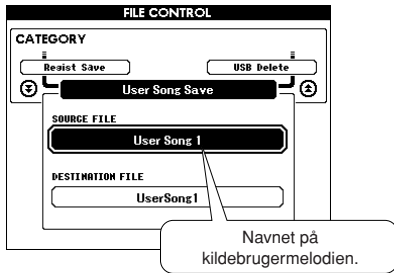 FILE CONTROL
CATEGORY
Regist Save
USB Delete
User Song Save
SOURCE FILE
User Song 1
DESTINATION FILE
UserSong1
Navnet på
kildebrugermelodien.